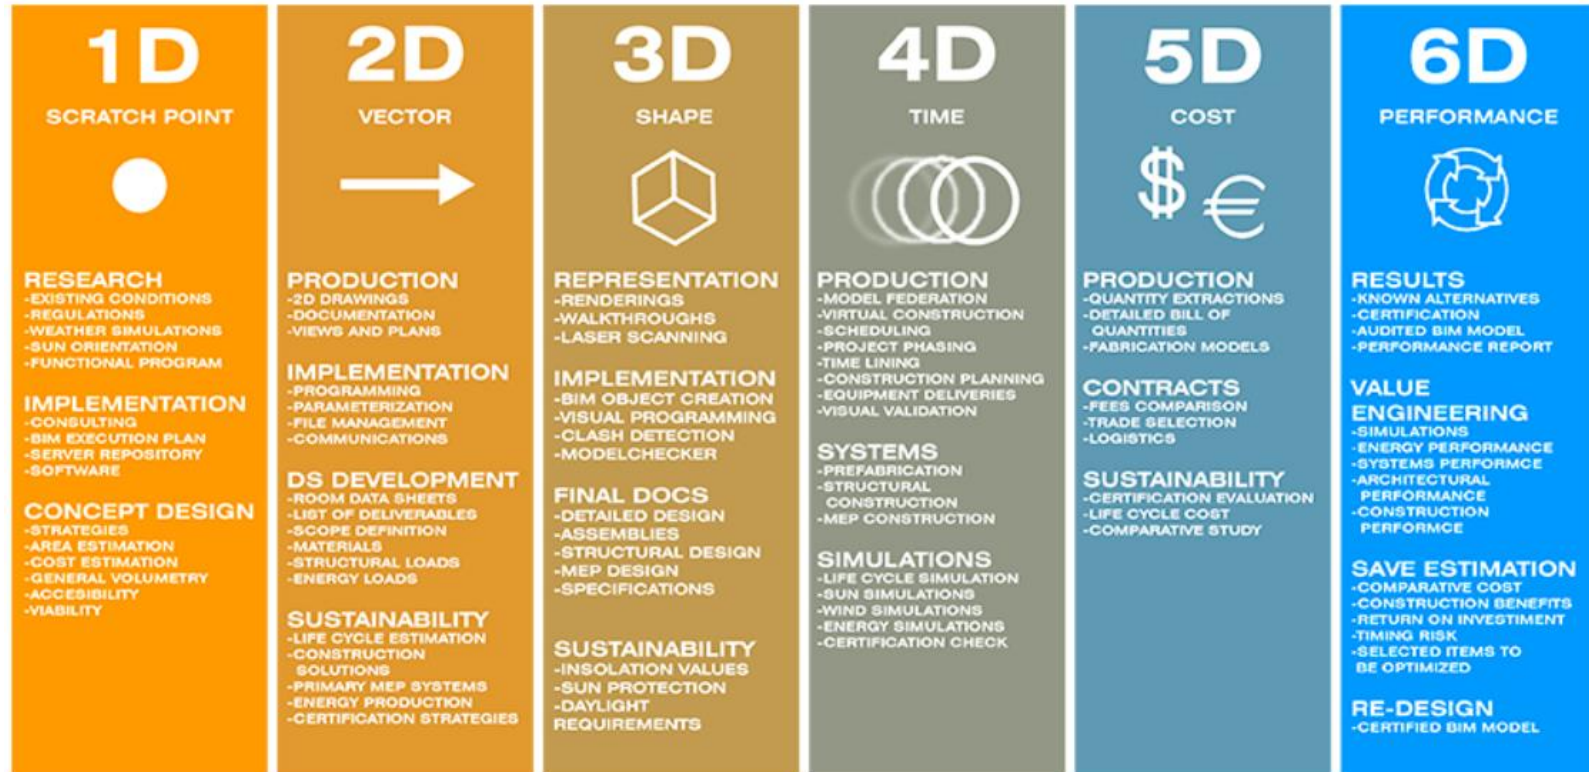 1D
SCRATCH POINT
RESEARCH
-EXISTING CONDITIONS
-REGULATIONS
-WEATHER SIMULATIONS
-SUN ORIENTATION
-FUNCTIONAL PROGRAM
IMPLEMENTATION
-CONSULTING
-BIM EXECUTION PLAN
-SERVER REPOSITORY
-SOFTWARE
CONCEPT DESIGN
-STRATEGIES
-AREA ESTIMATION
-COST ESTIMATION
-GENERAL VOLUMETRY
-ACCESIBILITY
-VIABILITY
2D
VECTOR
PRODUCTION
-2D DRAWINGS
-DOCUMENTATION
-VIEWS AND PLANS
IMPLEMENTATION
-PROGRAMMING
-PARAMETERIZATION
-FILE MANAGEMENT
-COMMUNICATIONS
DS DEVELOPMENT
-ROOM DATA SHEETS
-LIST OF DELIVERABLES
-SCOPE DEFINITION
-MATERIALS
-STRUCTURAL LOADS
-ENERGY LOADS
SUSTAINABILITY
-LIFE CYCLE ESTIMATION
-CONSTRUCTION
SOLUTIONS
-PRIMARY MEP SYSTEMS
-ENERGY PRODUCTION
-CERTIFICATION STRATEGIES
3D
SHAPE
REPRESENTATION
-RENDERINGS
-WALKTHROUGHS
-LASER SCANNING
IMPLEMENTATION
-BIM OBJECT CREATION
-VISUAL PROGRAMMING
-CLASH DETECTION
-MODELCHECKER
FINAL DOCS
-DETAILED DESIGN
-ASSEMBLIES
-STRUCTURAL DESIGN
-MEP DESIGN
-SPECIFICATIONS
SUSTAINABILITY
-INSOLATION VALUES
-SUN PROTECTION
-DAYLIGHT
REQUIREMENTS
4D
TIME
PRODUCTION
-MODEL FEDERATION
-VIRTUAL CONSTRUCTION
-SCHEDULING
-PROJECT PHASING
-TIME LINING
-CONSTRUCTION PLANNING
-EQUIPMENT DELIVERIES
-VISUAL VALIDATION
SYSTEMS
-PREFABRICATION
-STRUCTURAL
CONSTRUCTION
-MEP CONSTRUCTION
SIMULATIONS
-LIFE CYCLE SIMULATION
-SUN SIMULATIONS
-WIND SIMULATIONS
-ENERGY SIMULATIONS
-CERTIFICATION CHECK
5D
COST
$ €
PRODUCTION
-QUANTITY EXTRACTIONS
-DETAILED BILL OF
QUANTITIES
-FABRICATION MODELS
CONTRACTS
-FEES COMPARISON
-TRADE SELECTION
-LOGISTICS
SUSTAINABILITY
-CERTIFICATION EVALUATION
-LIFE CYCLE COST
-COMPARATIVE STUDY
6D
PERFORMANCE
RESULTS
-KNOWN ALTERNATIVES
-CERTIFICATION
-AUDITED BIM MODEL
-PERFORMANCE REPORT
VALUE
ENGINEERING
-SIMULATIONS
-ENERGY PERFORMANCE
-SYSTEMS PERFORMCE
-ARCHITECTURAL
PERFORMANCE
-CONSTRUCTION
PERFORMCE
SAVE ESTIMATION
-COMPARATIVE COST
-CONSTRUCTION BENEFITS
-RETURN ON INVESTIMENT
-TIMING RISK
-SELECTED ITEMS TO
BE OPTIMIZED
RE-DESIGN
-CERTIFIED BIM MODEL